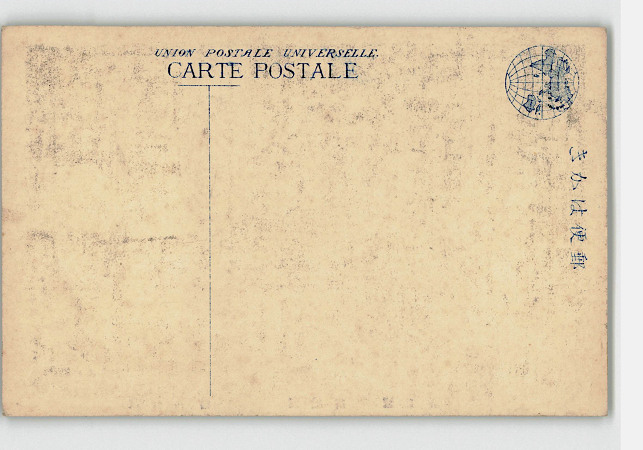 UNION POSTALE UNIVERSELLE.
CARTE POSTALE
郵便はかき